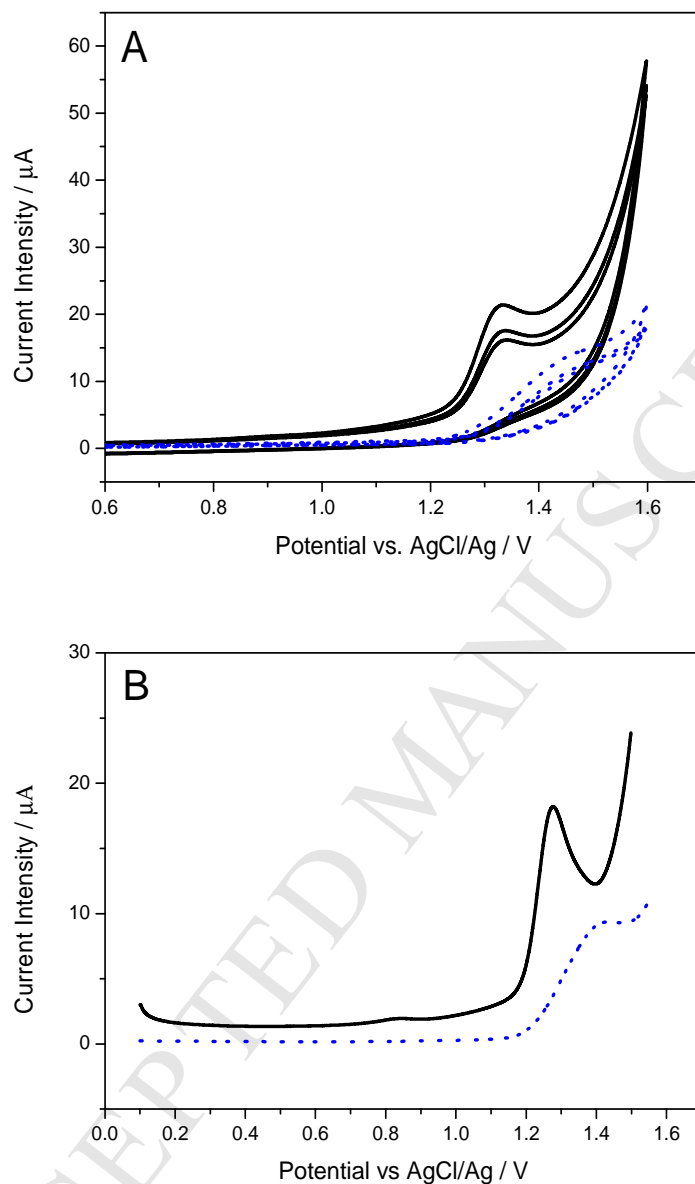 A
60
50
40
30
20
10
0
Current Intensity / μA
0.6 0.8 1.0 1.2 1.4 1.6
Potential vs. AgCl/Ag / V
B
30
20
10
0
Current Intensity / μA
0.0 0.2 0.4 0.6 0.8 1.0 1.2 1.4 1.6
Potential vs AgCl/Ag / V
EPTED MANUSC